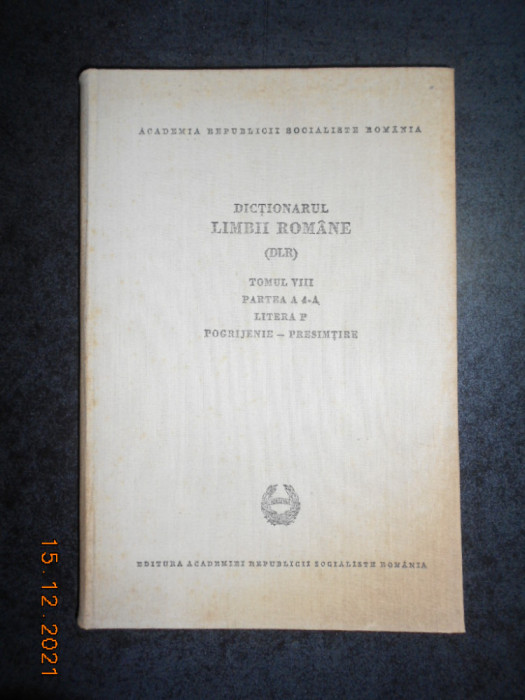 ACADEMIA REPUBLICII SOCIALISTE ROMÂNIA
DICȚIONARUL
LIMBII ROMÂNE
(DLR)
TOMUL VIII
PARTEA A 4-A
LITERA P
POGRIJENIE – PRESIMȚIRE
EDITURA ACADEMIEI REPUBLICII SOCIALISTE ROMÂNIA
15.12.2021